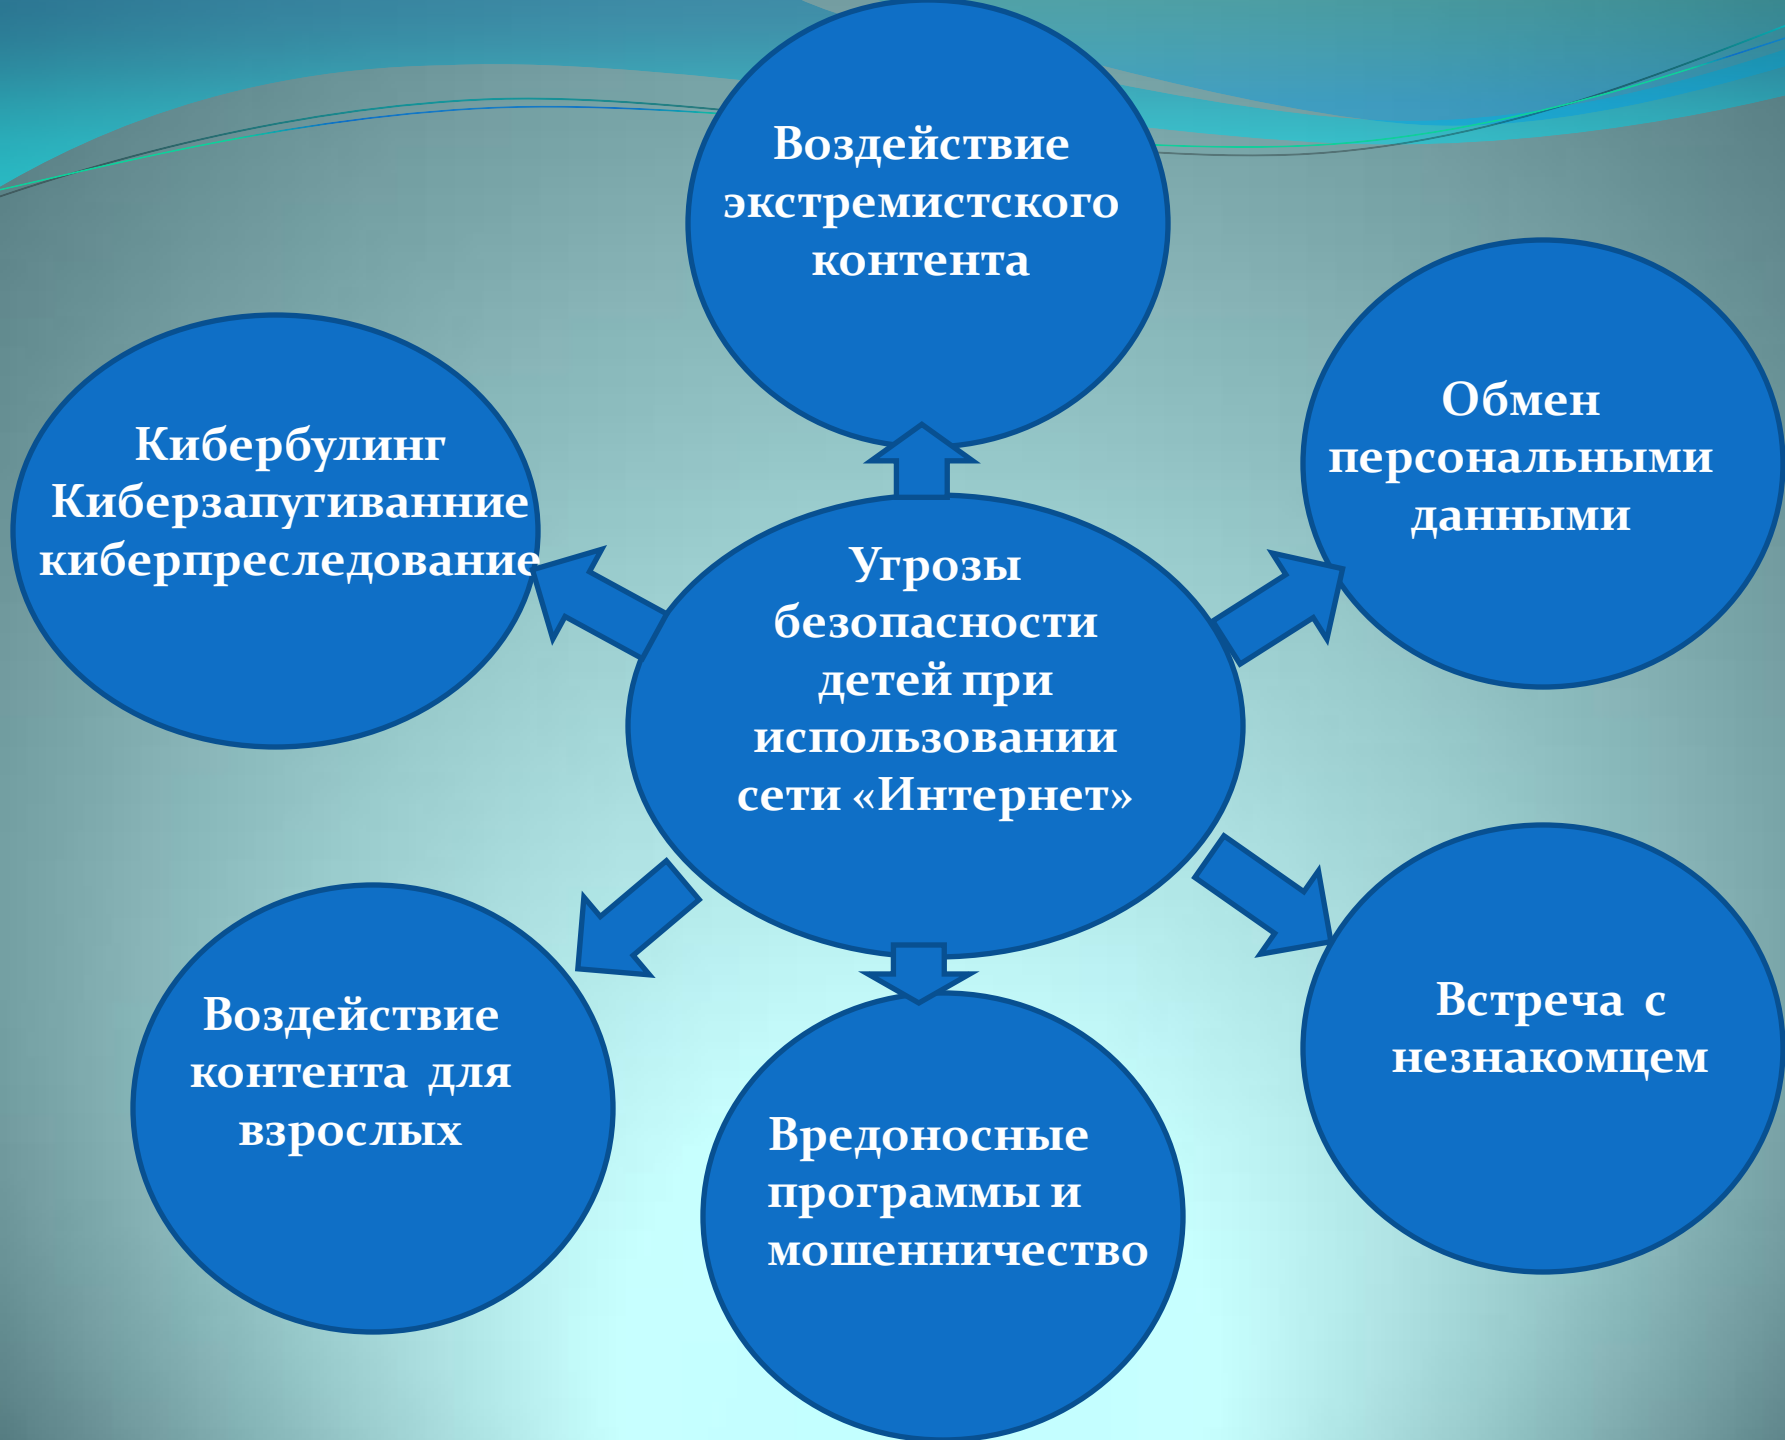 Воздействие
экстремистского
контента
Обмен
персональными
данными
Кибербулинг
Киберзапугиванние
киберпреследование
Угрозы
безопасности
детей при
использовании
сети «Интернет»
Встреча с
незнакомцем
Воздействие
контента для
взрослых
Вредоносные
программы и
мошенничество